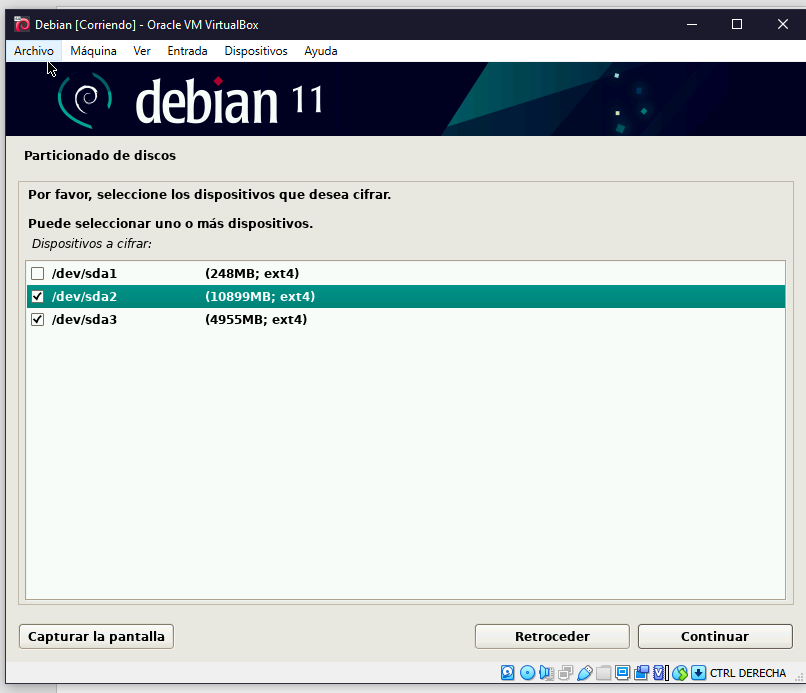 Debian [Corriendo] - Oracle VM VirtualBox
Archivo Máquina Ver Entrada Dispositivos Ayuda
debian 11
Particionado de discos
Por favor, seleccione los dispositivos que desea cifrar.
Puede seleccionar uno o más dispositivos.
Dispositivos a cifrar:
/dev/sda1 (248MB; ext4)
/dev/sda2 (10899MB; ext4)
/dev/sda3 (4955MB; ext4)
Capturar la pantalla Retroceder Continuar
CTRL DERECHA